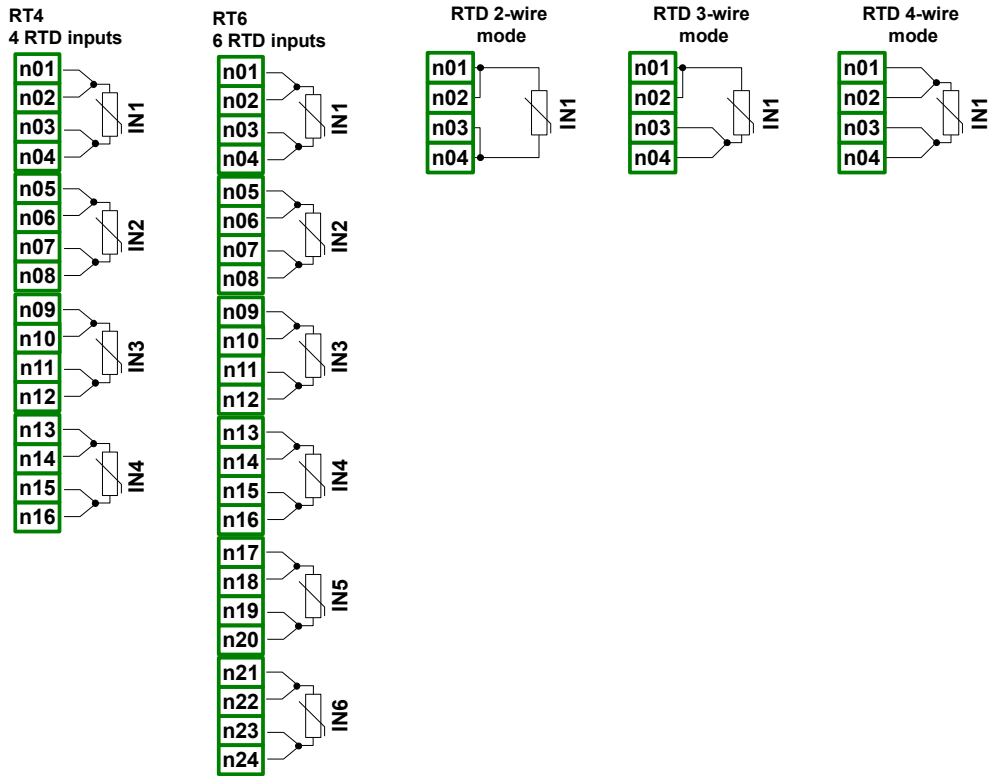 RT4
4 RTD inputs
n01
n02
n03
n04
IN1
n05
n06
n07
n08
IN2
n09
n10
n11
n12
IN3
n13
n14
n15
n16
IN4
RT6
6 RTD inputs
n01
n02
n03
n04
IN1
n05
n06
n07
n08
IN2
n09
n10
n11
n12
IN3
n13
n14
n15
n16
IN4
n17
n18
n19
n20
IN5
n21
n22
n23
n24
IN6
RTD 2-wire
mode
n01
n02
n03
n04
IN1
RTD 3-wire
mode
n01
n02
n03
n04
IN1
RTD 4-wire
mode
n01
n02
n03
n04
IN1